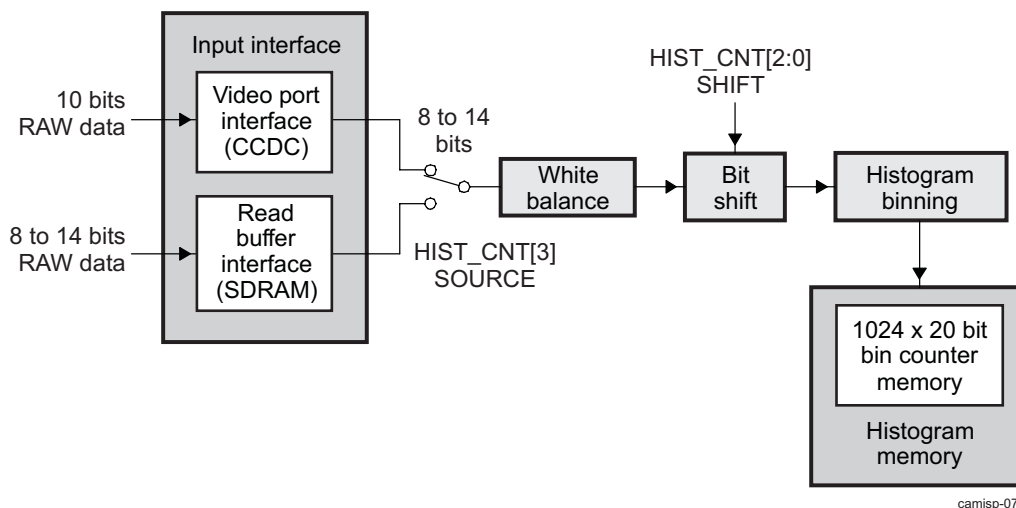 Input interface
10 bits
RAW data
Video port
interface
(CCDC)
8 to 14 bits
RAW data
Read
buffer
interface
(SDRAM)
8 to 14
bits
HIST_CNT[3]
SOURCE
White
balance
HIST_CNT[2:0]
SHIFT
Bit
shift
Histogram
binning
1024 x 20 bit
bin counter
memory
Histogram
memory
camisp-07